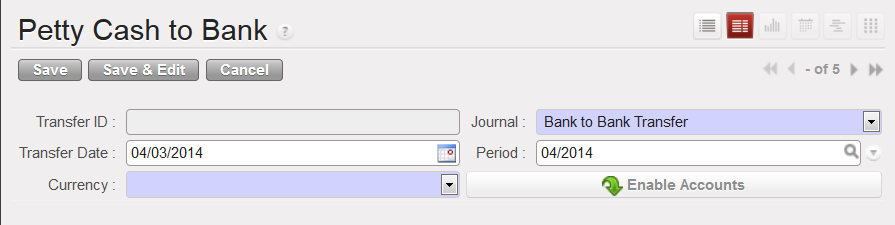 Petty Cash to Bank ?
Save Save & Edit Cancel - of 5
Transfer ID : Journal : Bank to Bank Transfer
Transfer Date : 04/03/2014 Period : 04/2014
Currency : Enable Accounts